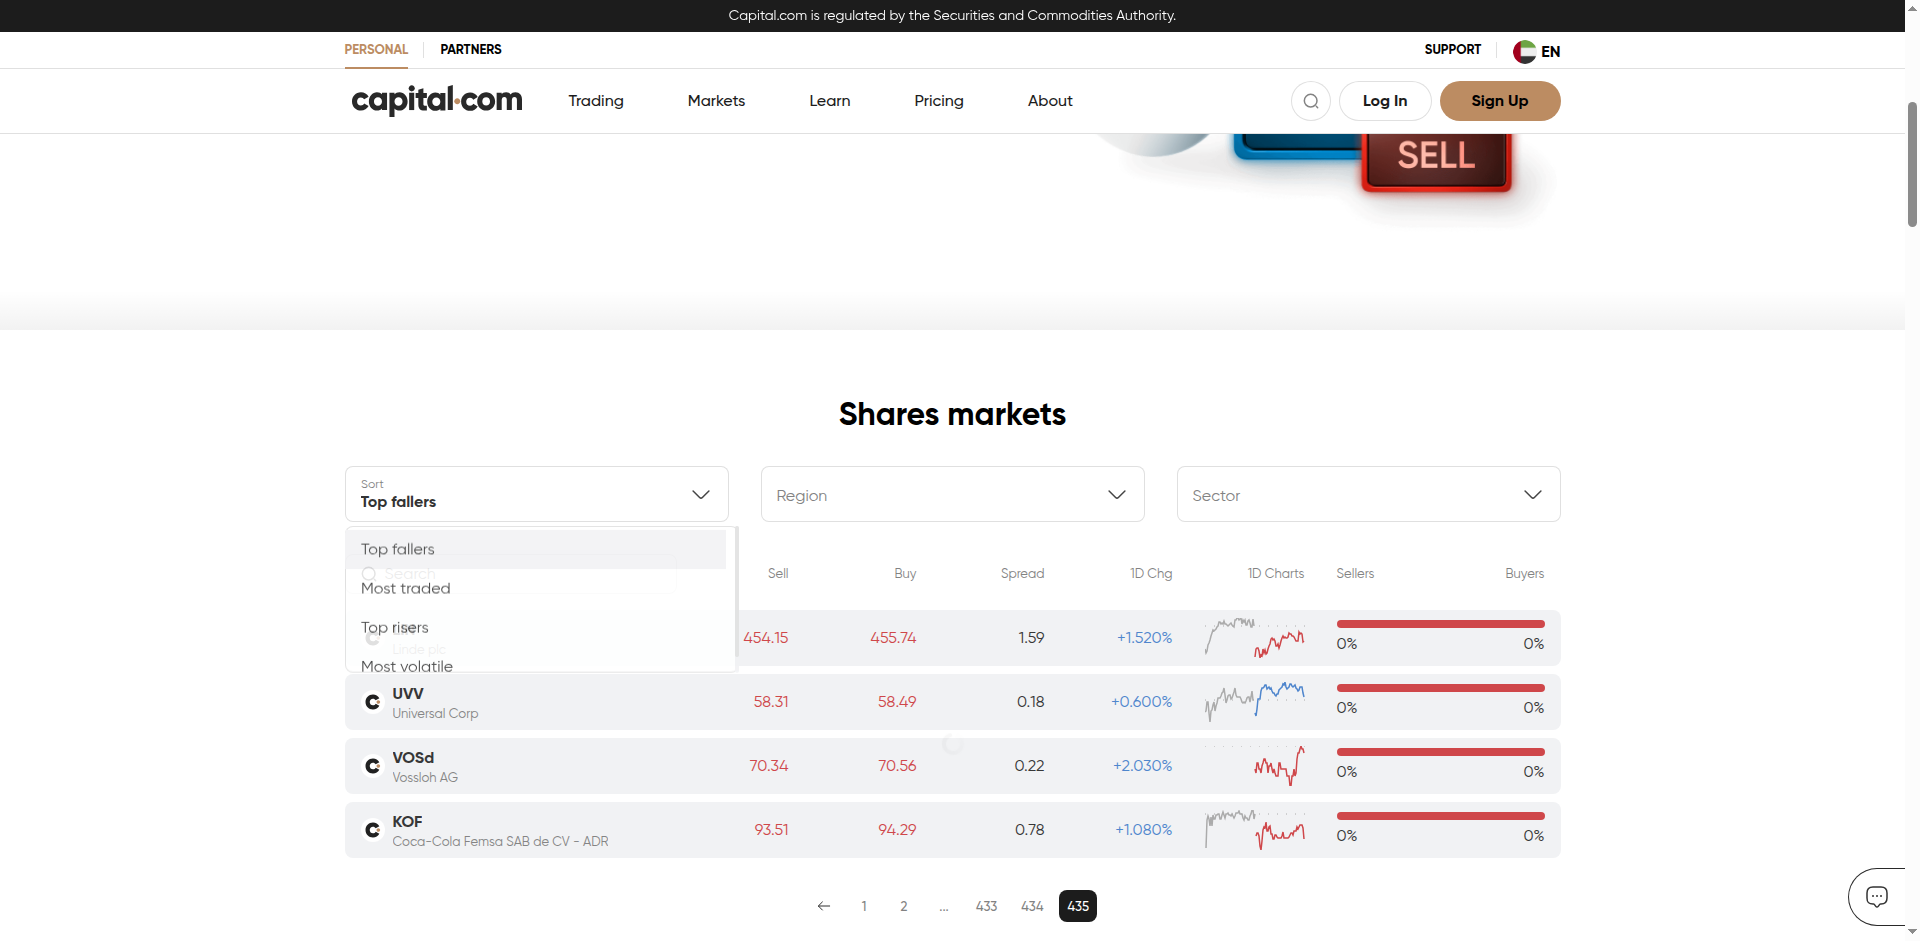 Capital.com is regulated by the Securities and Commodities Authority.
PERSONAL PARTNERS SUPPORT EN
capital.com Trading Markets Learn Pricing About Log In Sign Up
SELL
Shares markets
Sort
Top fallers
Region
Sector
Top fallers
Search
Most traded
Top risers
Linde plc
Most volatile
Sell Buy Spread 1D Chg 1D Charts Sellers Buyers
454.15 455.74 1.59 +1.520% 0% 0%
UVV
Universal Corp
58.31 58.49 0.18 +0.600% 0% 0%
VOSd
Vossloh AG
70.34 70.56 0.22 +2.030% 0% 0%
KOF
Coca-Cola Femsa SAB de CV - ADR
93.51 94.29 0.78 +1.080% 0% 0%
← 1 2 ... 433 434 435